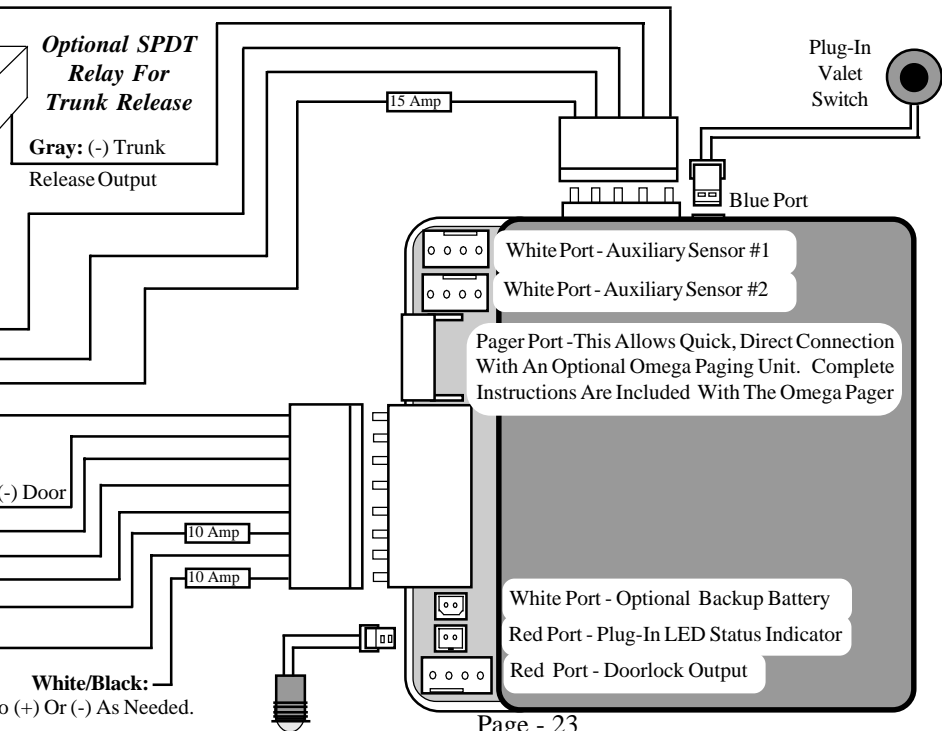 Optional SPDT
Relay For
Trunk Release
Gray: (-) Trunk
Release Output
15 Amp
Plug-In
Valet
Switch
Blue Port
White Port - Auxiliary Sensor #1
White Port - Auxiliary Sensor #2
Pager Port -This Allows Quick, Direct Connection
With An Optional Omega Paging Unit. Complete
Instructions Are Included With The Omega Pager
(-) Door
10 Amp
10 Amp
White Port - Optional Backup Battery
Red Port - Plug-In LED Status Indicator
Red Port - Doorlock Output
White/Black:
o (+) Or (-) As Needed.
Page - 23